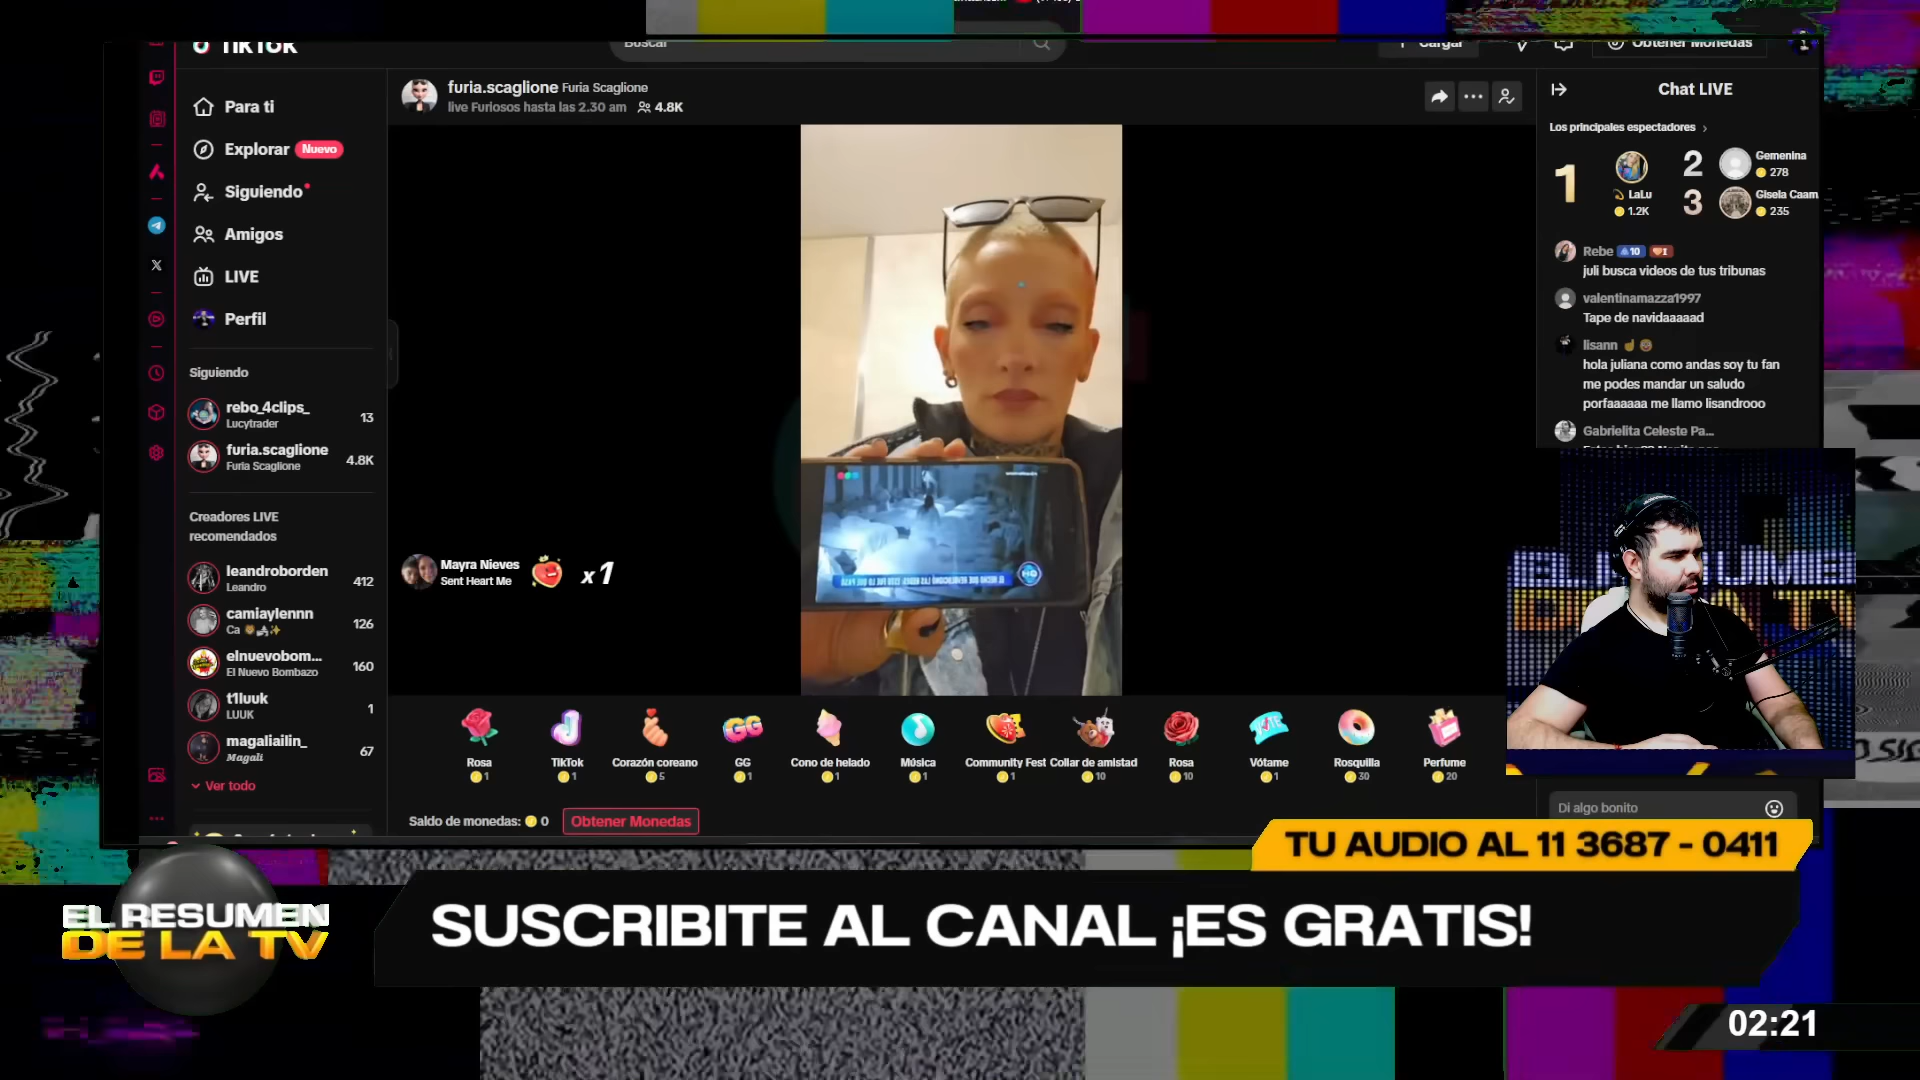 TikTok
Buscar
Cargar
Obtener Monedas
Para ti
Explorar Nuevo
Siguiendo
Amigos
LIVE
Perfil
Siguiendo
rebo_4clips_
Lucytrader
13
furia.scaglione
Furia Scaglione
4.8K
Creadores LIVE
recomendados
leandroborden
Leandro
412
camiaylennn
Ca
126
elnuevobom...
El Nuevo Bombazo
160
t1luuk
LUUK
1
magaliailin_
Magali
67
Ver todo
furia.scaglione Furia Scaglione
live Furiosos hasta las 2.30 am 4.8K
Mayra Nieves
Sent Heart Me
x1
Rosa
1
TikTok
1
Corazón coreano
5
GG
GG
1
Cono de helado
1
Música
1
Community Fest
1
Collar de amistad
10
Rosa
10
Vótame
1
Rosquilla
30
Perfume
20
Saldo de monedas: 0
Obtener Monedas
Chat LIVE
Los principales espectadores
1
LaLu
1.2K
2
Gemenina
278
3
Gisela Caam
235
Rebe 10 I
juli busca videos de tus tribunas
valentinamazza1997
Tape de navidaaaaad
lisann
hola juliana como andas soy tu fan
me podes mandar un saludo
porfaaaaaa me llamo lisandrooo
Gabrielita Celeste Pa...
Di algo bonito
TU AUDIO AL 11 3687 - 0411
EL RESUMEN
DE LA TV
SUSCRIBITE AL CANAL ¡ES GRATIS!
02:21